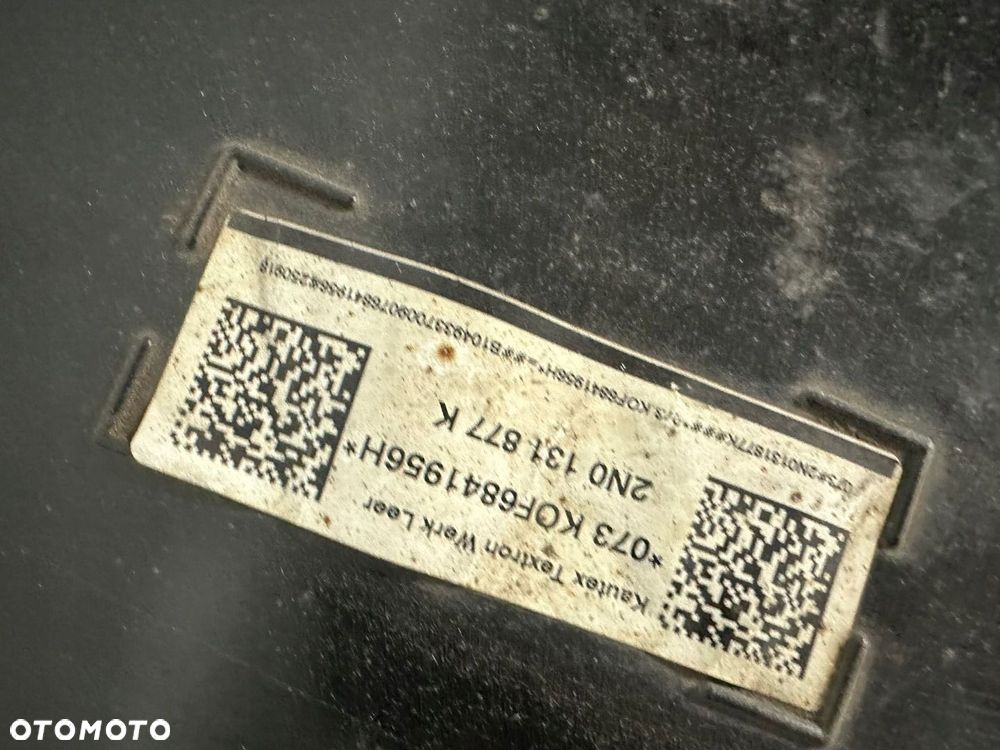 Kautex Textron Werk Leer
*073 KOF6841956H*
2N0 131 877 K
OTOMOTO